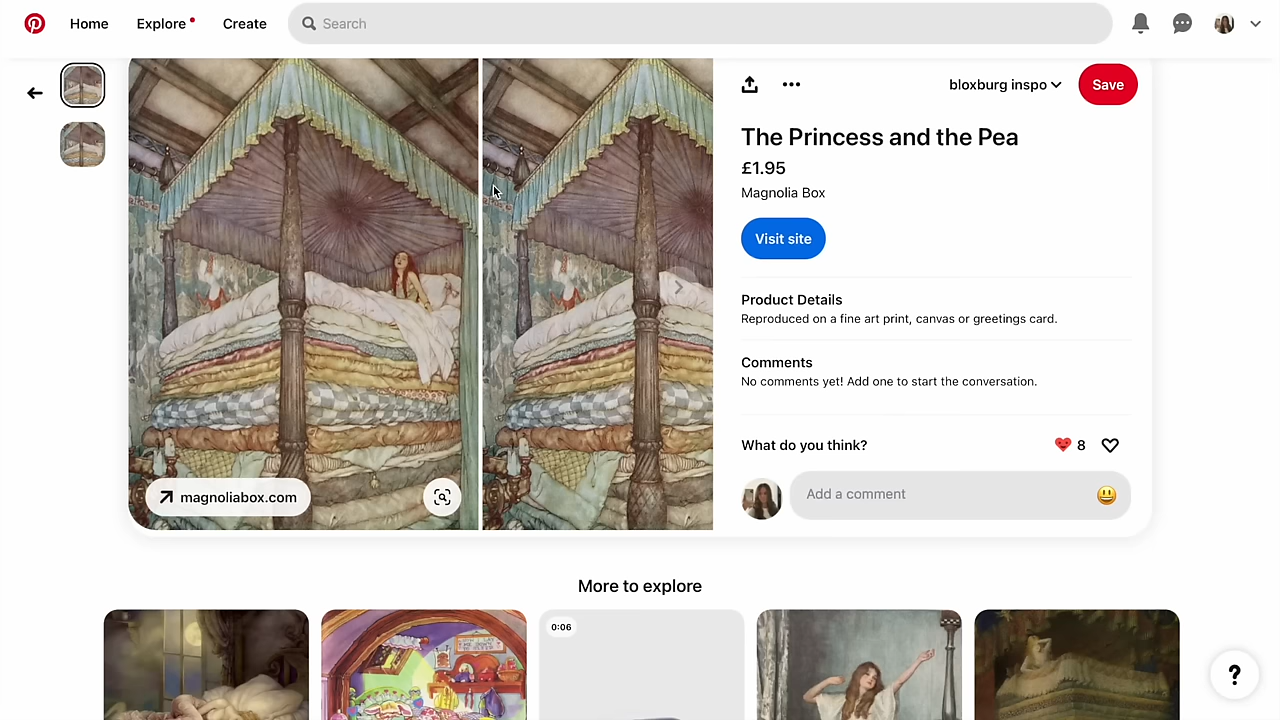 Home
Explore
Create
Search
bloxburg inspo
Save
The Princess and the Pea
£1.95
Magnolia Box
Visit site
Product Details
Reproduced on a fine art print, canvas or greetings card.
Comments
No comments yet! Add one to start the conversation.
What do you think?
8
Add a comment
magnoliabox.com
More to explore
0:06
?